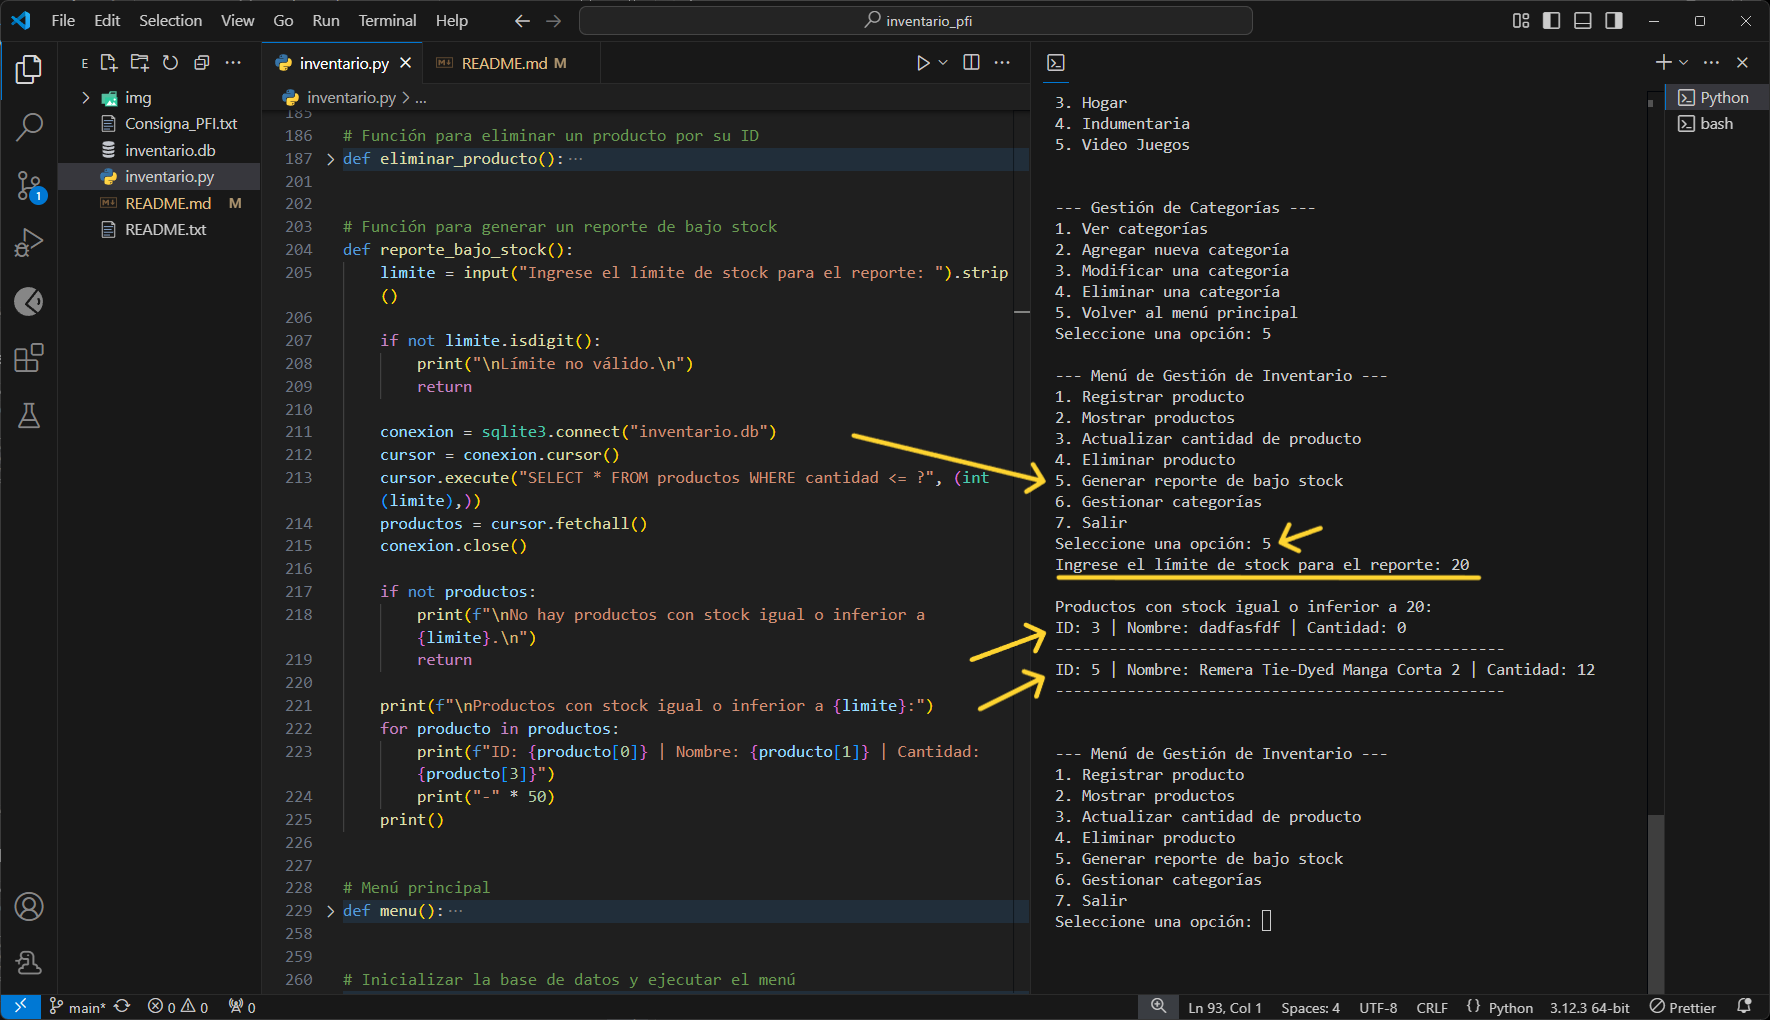 File Edit Selection View Go Run Terminal Help
inventario_pfi
E
img
Consigna_PFI.txt
inventario.db
inventario.py
README.md M
README.txt
1
inventario.py
README.md M
inventario.py > ...
185
186 # Función para eliminar un producto por su ID
187 def eliminar_producto():···
201
202
203 # Función para generar un reporte de bajo stock
204 def reporte_bajo_stock():
205 limite = input("Ingrese el límite de stock para el reporte: ").strip
()
206
207 if not limite.isdigit():
208 print("\nLímite no válido.\n")
209 return
210
211 conexion = sqlite3.connect("inventario.db")
212 cursor = conexion.cursor()
213 cursor.execute("SELECT * FROM productos WHERE cantidad <= ?", (int
(limite),))
214 productos = cursor.fetchall()
215 conexion.close()
216
217 if not productos:
218 print(f"\nNo hay productos con stock igual o inferior a
{limite}.\n")
219 return
220
221 print(f"\nProductos con stock igual o inferior a {limite}:")
222 for producto in productos:
223 print(f"ID: {producto[0]} | Nombre: {producto[1]} | Cantidad:
{producto[3]}")
224 print("-" * 50)
225 print()
226
227
228 # Menú principal
229 def menu():···
258
259
260 # Inicializar la base de datos y ejecutar el menú
3. Hogar
4. Indumentaria
5. Video Juegos
--- Gestión de Categorías ---
1. Ver categorías
2. Agregar nueva categoría
3. Modificar una categoría
4. Eliminar una categoría
5. Volver al menú principal
Seleccione una opción: 5
--- Menú de Gestión de Inventario ---
1. Registrar producto
2. Mostrar productos
3. Actualizar cantidad de producto
4. Eliminar producto
5. Generar reporte de bajo stock
6. Gestionar categorías
7. Salir
Seleccione una opción: 5
Ingrese el límite de stock para el reporte: 20
Productos con stock igual o inferior a 20:
ID: 3 | Nombre: dadfasfdf | Cantidad: 0
--------------------------------------------------
ID: 5 | Nombre: Remera Tie-Dyed Manga Corta 2 | Cantidad: 12
--------------------------------------------------
--- Menú de Gestión de Inventario ---
1. Registrar producto
2. Mostrar productos
3. Actualizar cantidad de producto
4. Eliminar producto
5. Generar reporte de bajo stock
6. Gestionar categorías
7. Salir
Seleccione una opción:
Python
bash
main* 0 0 0
Ln 93, Col 1 Spaces: 4 UTF-8 CRLF {} Python 3.12.3 64-bit Prettier